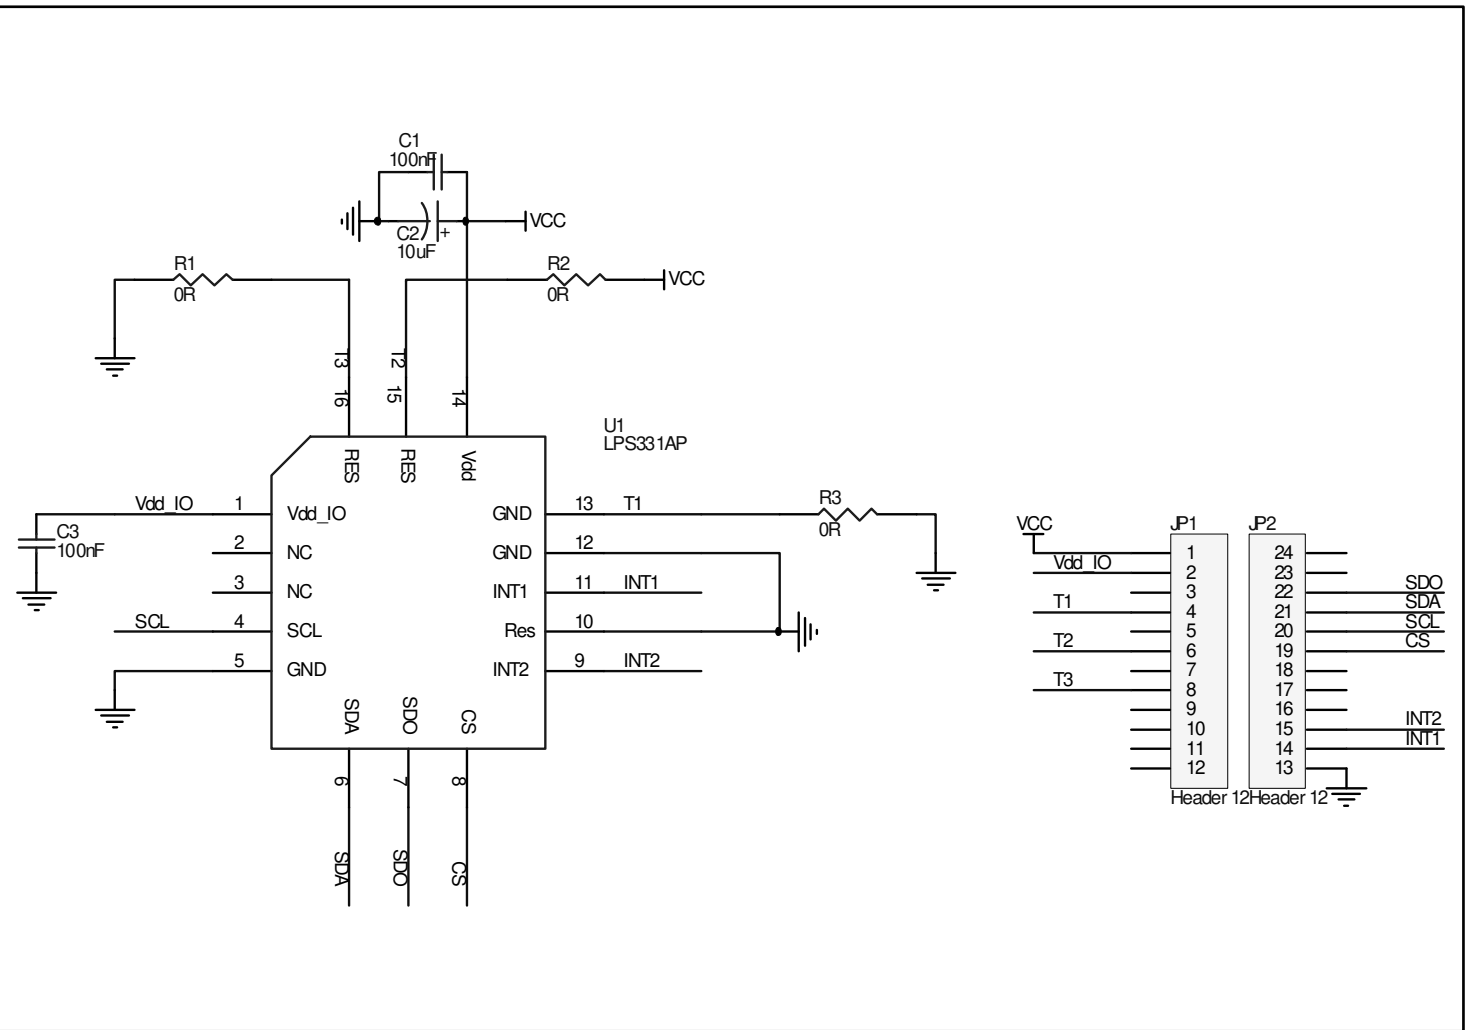 C1
100nF
VCC
C2
+
10uF
R1
0R
R2
0R
VCC
T3
T2
16
15
14
U1
LPS331AP
RES
RES
Vdd
Vdd_IO
1
Vdd_IO
GND
13
T1
R3
0R
C3
100nF
2
NC
GND
12
3
NC
INT1
11
INT1
SCL
4
SCL
Res
10
5
GND
INT2
9
INT2
SDA
SDO
CS
6
7
8
SDA
SDO
CS
VCC
JP1
JP2
1
24
Vdd_IO
2
23
3
22
SDO
T1
4
21
SDA
5
20
SCL
T2
6
19
CS
7
18
T3
8
17
9
16
10
15
INT2
11
14
INT1
12
13
Header 12
Header 12